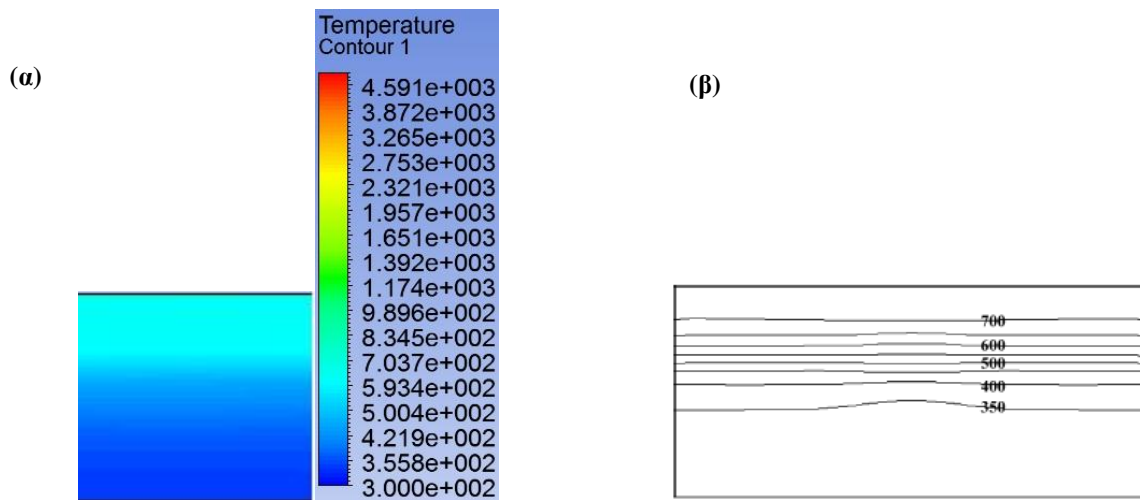 (α)
Temperature
Contour 1
4.591e+003
3.872e+003
3.265e+003
2.753e+003
2.321e+003
1.957e+003
1.651e+003
1.392e+003
1.174e+003
9.896e+002
8.345e+002
7.037e+002
5.934e+002
5.004e+002
4.219e+002
3.558e+002
3.000e+002
(β)
700
600
500
400
350